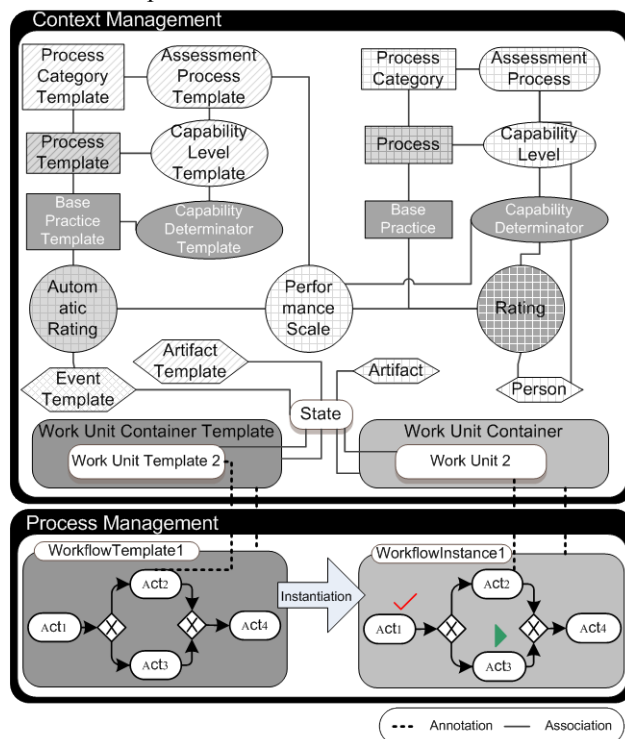 Context Management
Process
Category
Template
Assessment
Process
Template
Process
Category
Assessment
Process
Process
Template
Capability
Level
Template
Process
Capability
Level
Base
Practice
Template
Capability
Determinator
Template
Base
Practice
Capability
Determinator
Autom
atic
Rating
Perfor
mance
Scale
Rating
Artifact
Template
Artifact
Event
Template
Person
State
Work Unit Container Template
Work Unit Container
Work Unit Template 2
Work Unit 2
Process Management
WorkflowTemplate1
WorkflowInstance1
Act2
Act2
Instantiation
Act1
X
X
Act4
Act1
X
X
Act4
Act3
Act3
Annotation
Association